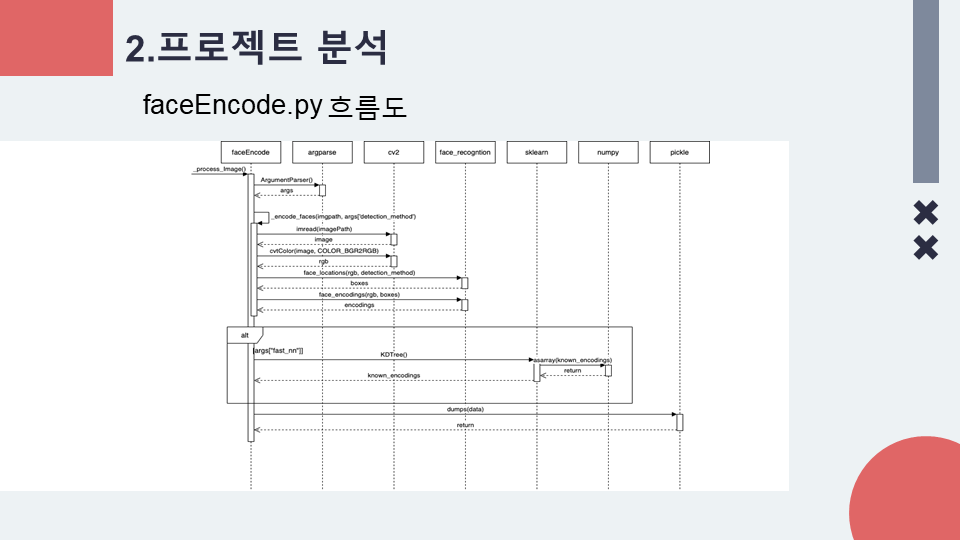 2.프로젝트 분석
faceEncode.py 흐름도
faceEncode
argparse
cv2
face_recogntion
sklearn
numpy
pickle
_process_Image()
ArgumentParser()
args
_encode_faces(imgpath, args['detection_method')
imread(imagePath)
image
cvtColor(image, COLOR_BGR2RGB)
rgb
face_locations(rgb, detection_method)
boxes
face_encodings(rgb, boxes)
encodings
alt
[args["fast_nn"]]
KDTree()
asarray(known_encodings)
return
known_encodings
dumps(data)
return